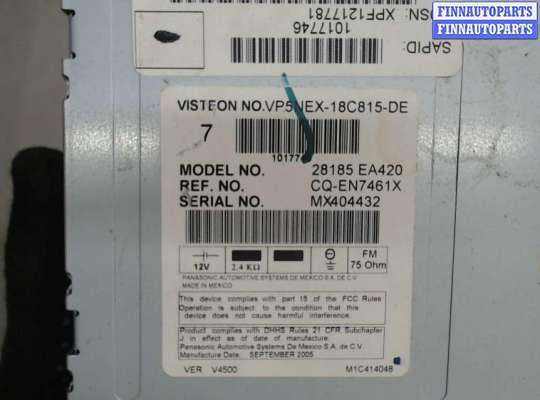 FINNAUTOPARTS
FINNAUTOPARTS
DSN: XPF1217781
1017746
SAPID:
VISTEON NO.VP5NEX-18C815-DE
7
10177
MODEL NO. 28185 EA420
REF. NO. CQ-EN7461X
SERIAL NO. MX404432
12V
2.4 KΩ
FM
75 Ohm
PANASONIC AUTOMOTIVE SYSTEMS DE MEXICO S.A. DE C.V
MADE IN MEXICO
This device complies with part 15 of the FCC Rules
Operation is subject to the condition that this
device does not cause harmful interference.
Product complies with DHHS Rules 21 CFR Subchapter
J in effect as of date of manufacture:
Panasonic Automotive Systems De Mexico S.A. de C.V.
Manufacture Date: SEPTEMBER 2005
VER V4500 M1C414048